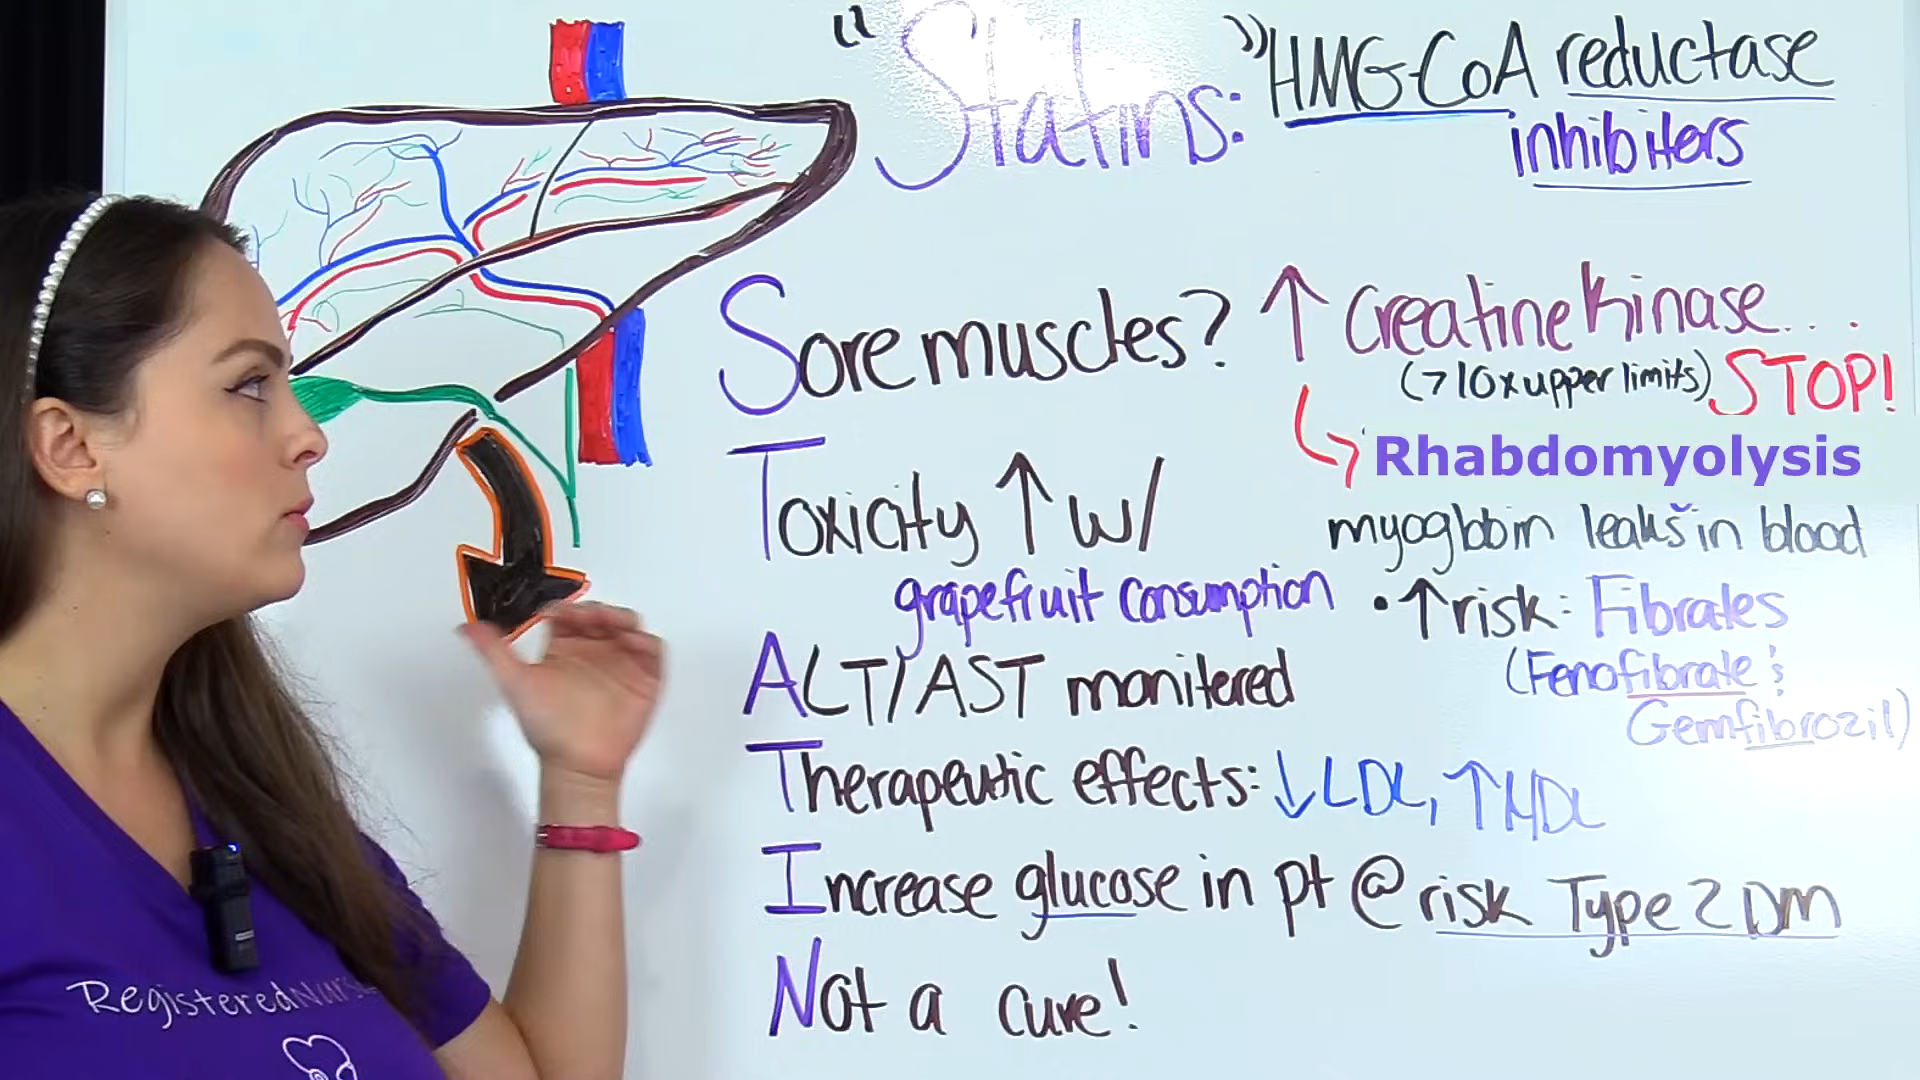 "Statins:" HMG-CoA reductase
inhibitors
Sore muscles? ↑ Creatine Kinase...
(>10x upper limits) STOP!
Rhabdomyolysis
myoglobin leaks in blood
Toxicity ↑ w/
grapefruit consumption
• ↑ risk: Fibrates
(Fenofibrate &
Gemfibrozil)
ALT/AST monitored
Therapeutic effects: ↓ LDL, ↑ HDL
Increase glucose in pt @ risk Type 2 DM
Not a cure!
RegisteredNurse